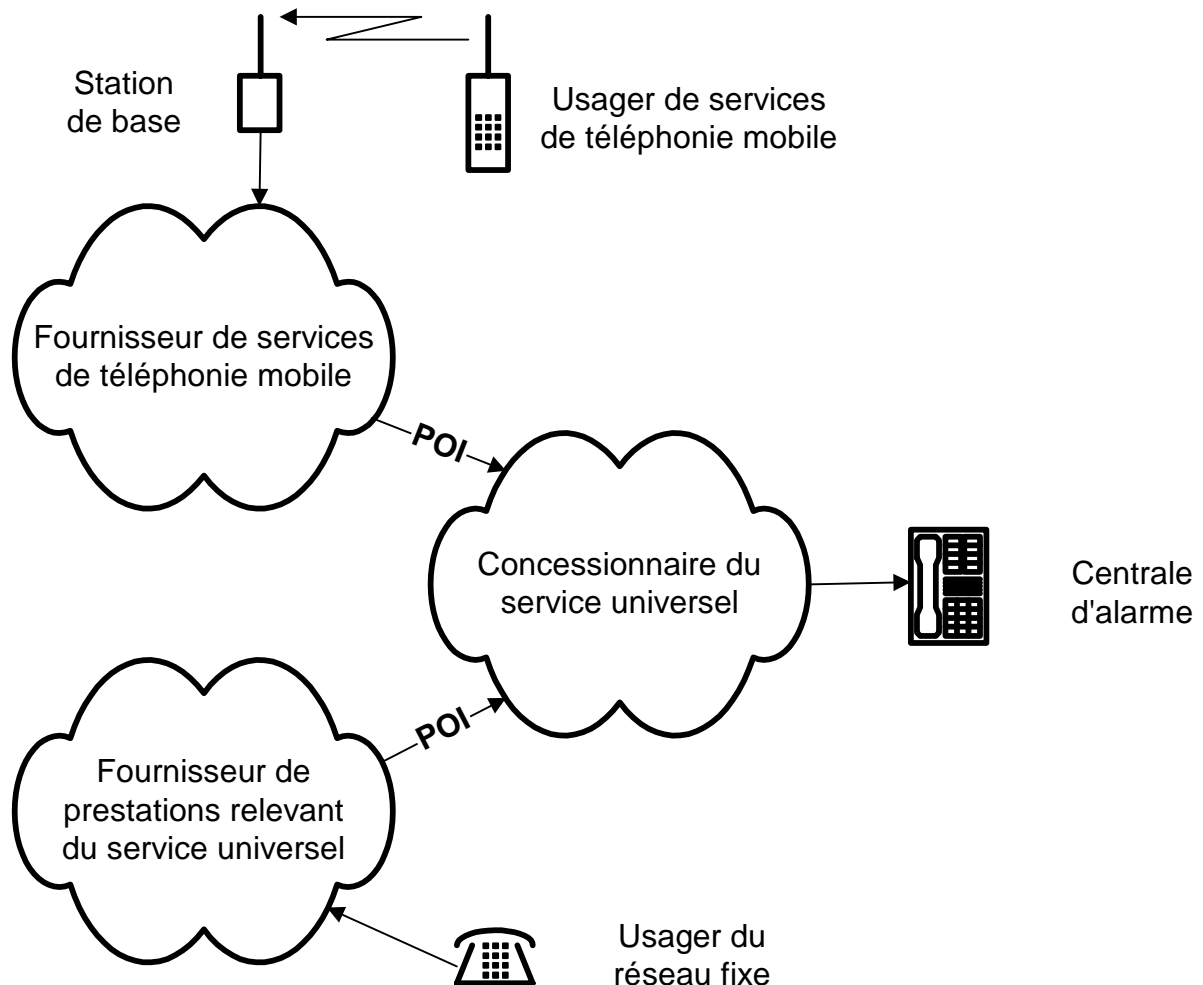 Station
de base
Usager de services
de téléphonie mobile
Fournisseur de services
de téléphonie mobile
POI
Concessionnaire du
service universel
Centrale
d'alarme
POI
Fournisseur de
prestations relevant
du service universel
Usager du
réseau fixe